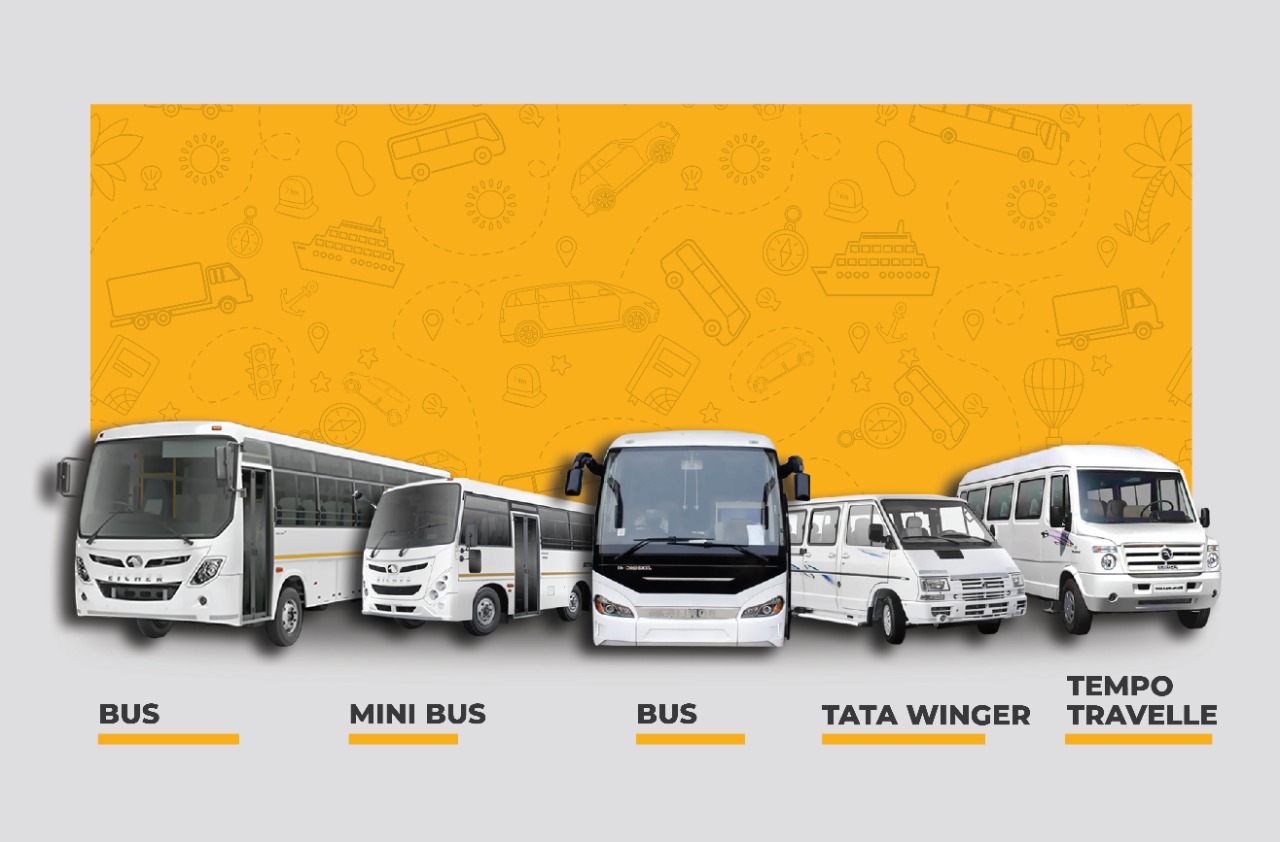 BUS
MINI BUS
BUS
TATA WINGER
TEMPO
TRAVELLE